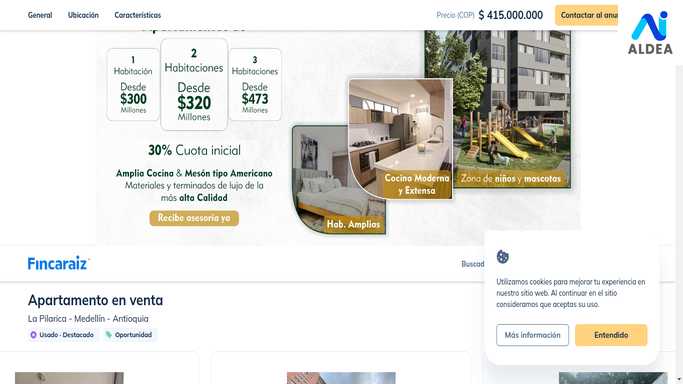 General Ubicación Características Precio (COP) $ 415.000.000 Contactar al anun
ALDEA
1 Habitación Desde $300 Millones
2 Habitaciones Desde $320 Millones
3 Habitaciones Desde $473 Millones
30% Cuota inicial
Amplia Cocina & Mesón tipo Americano
Materiales y terminados de lujo de la
más alta Calidad
Recibe asesoría ya
Hab. Amplias
Cocina Moderna
y Extensa
Zona de niños y mascotas
Fincaraiz
Buscad
Apartamento en venta
La Pilarica - Medellín - Antioquia
Usado · Destacado Oportunidad
Utilizamos cookies para mejorar tu experiencia en
nuestro sitio web. Al continuar en el sitio
consideramos que aceptas su uso.
Más información Entendido